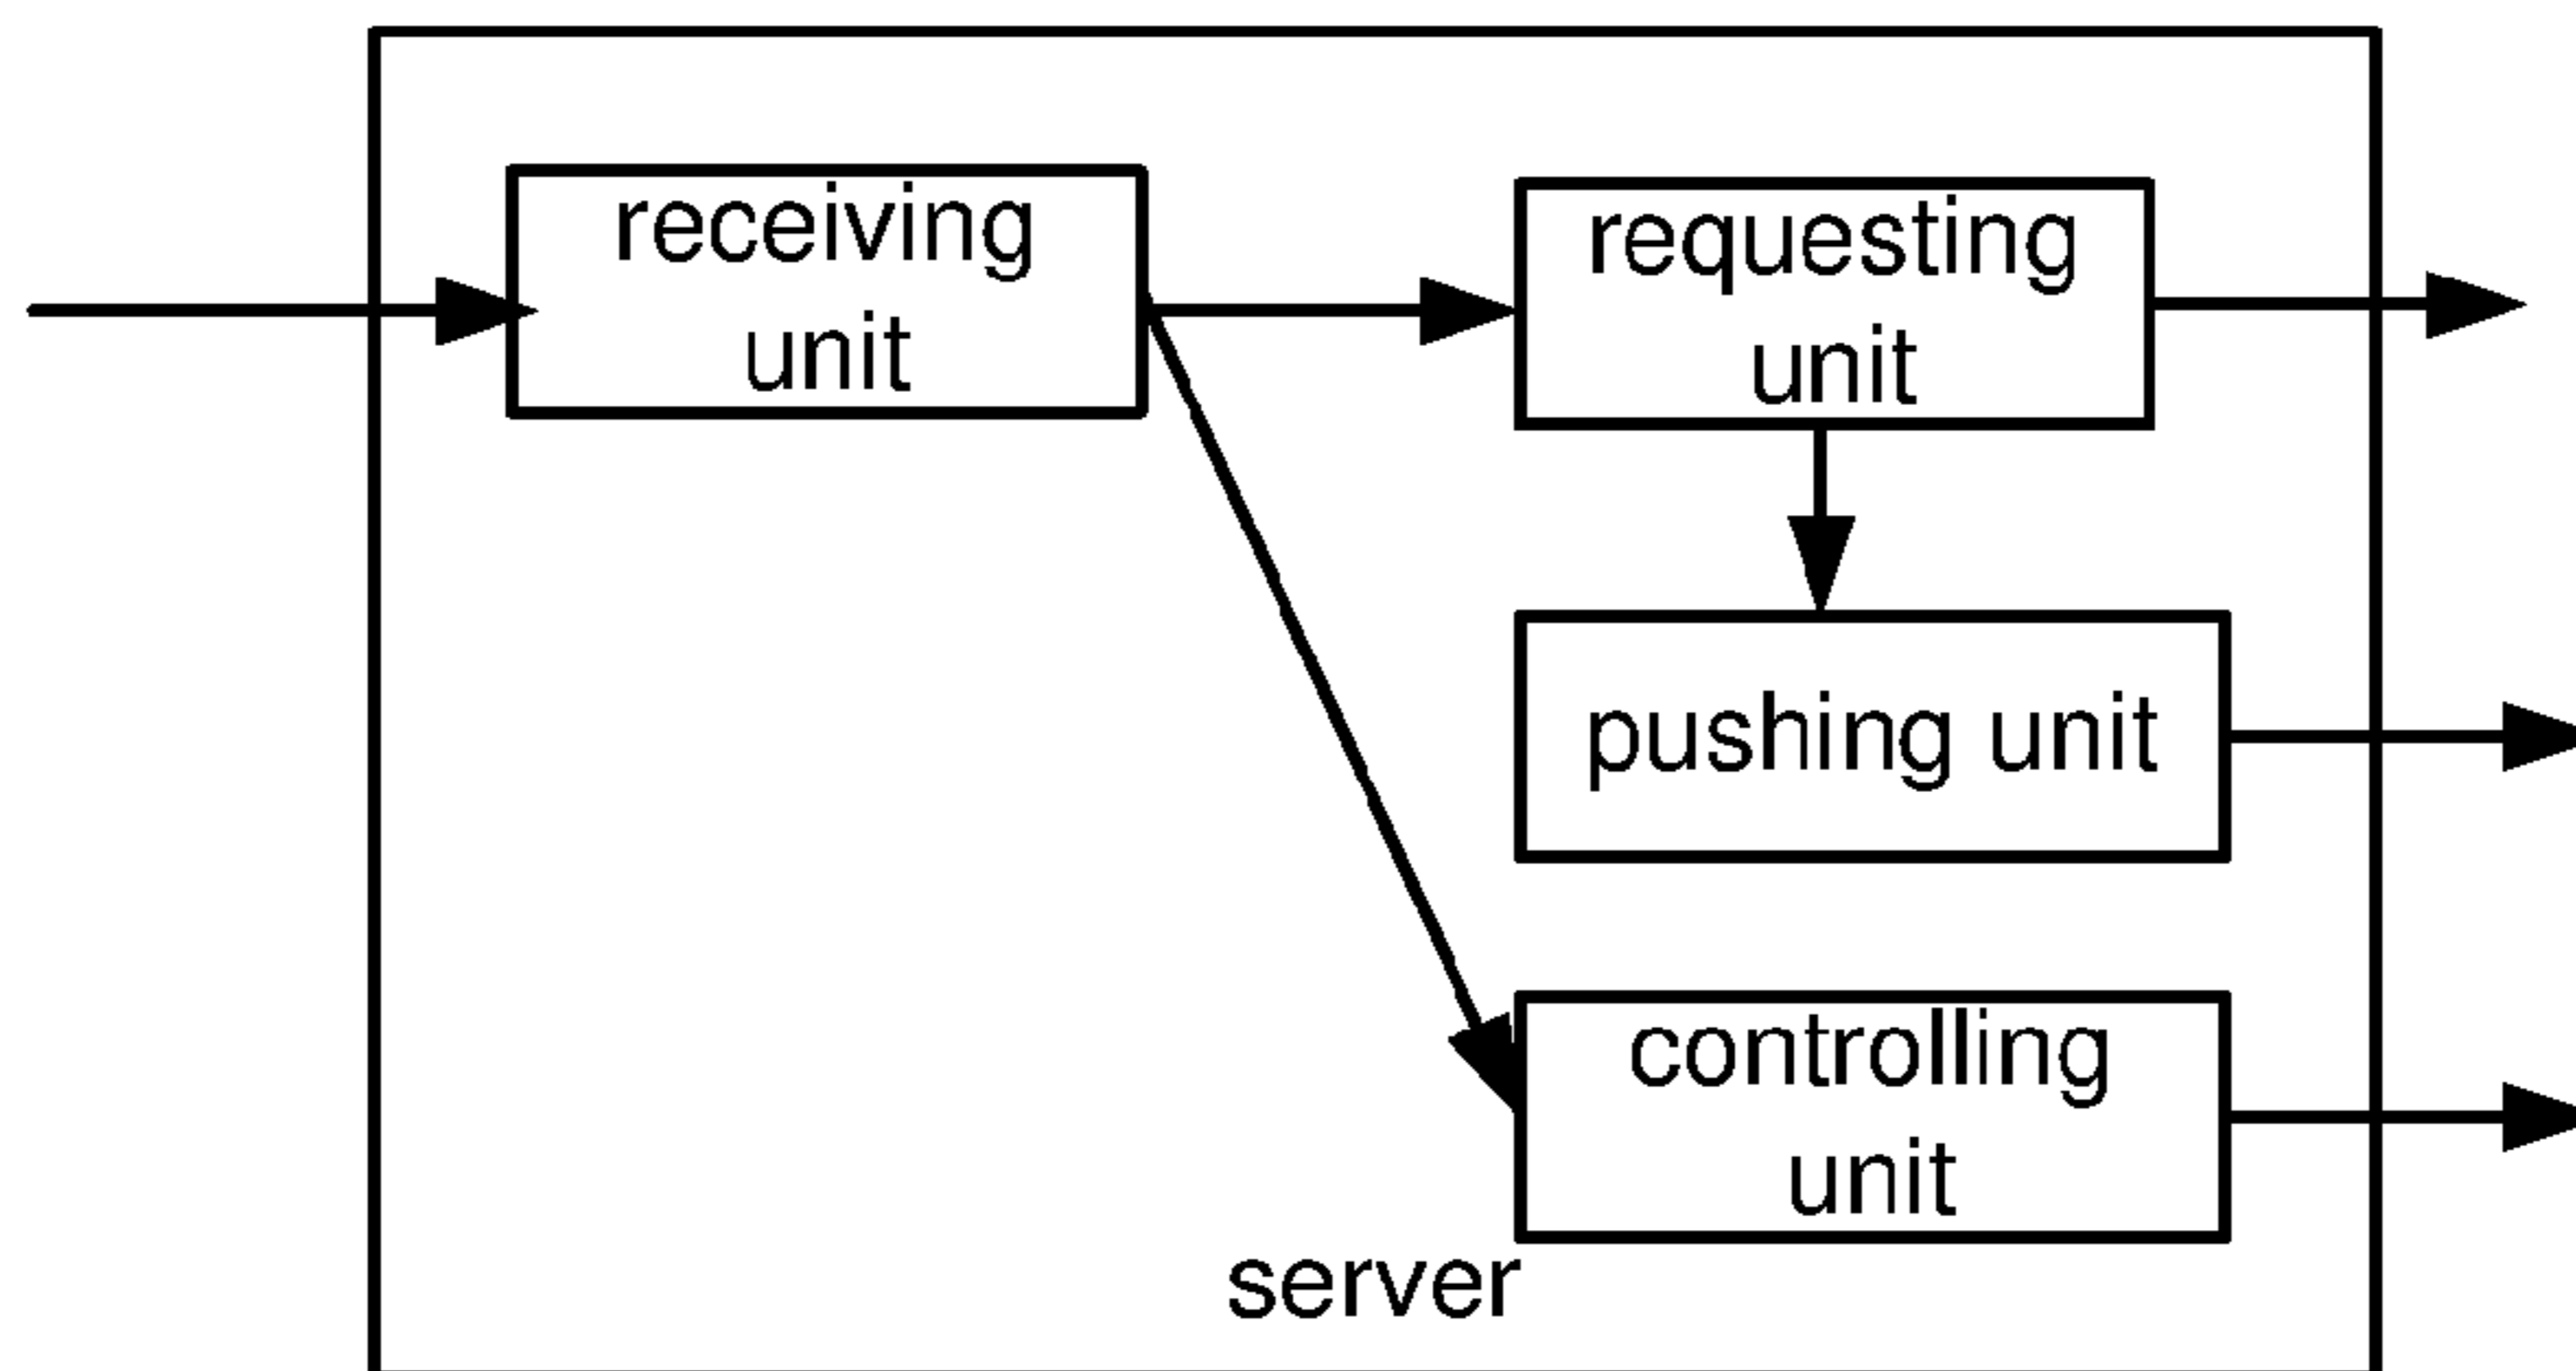 receiving
unit
requesting
unit
pushing unit
controlling
unit
server